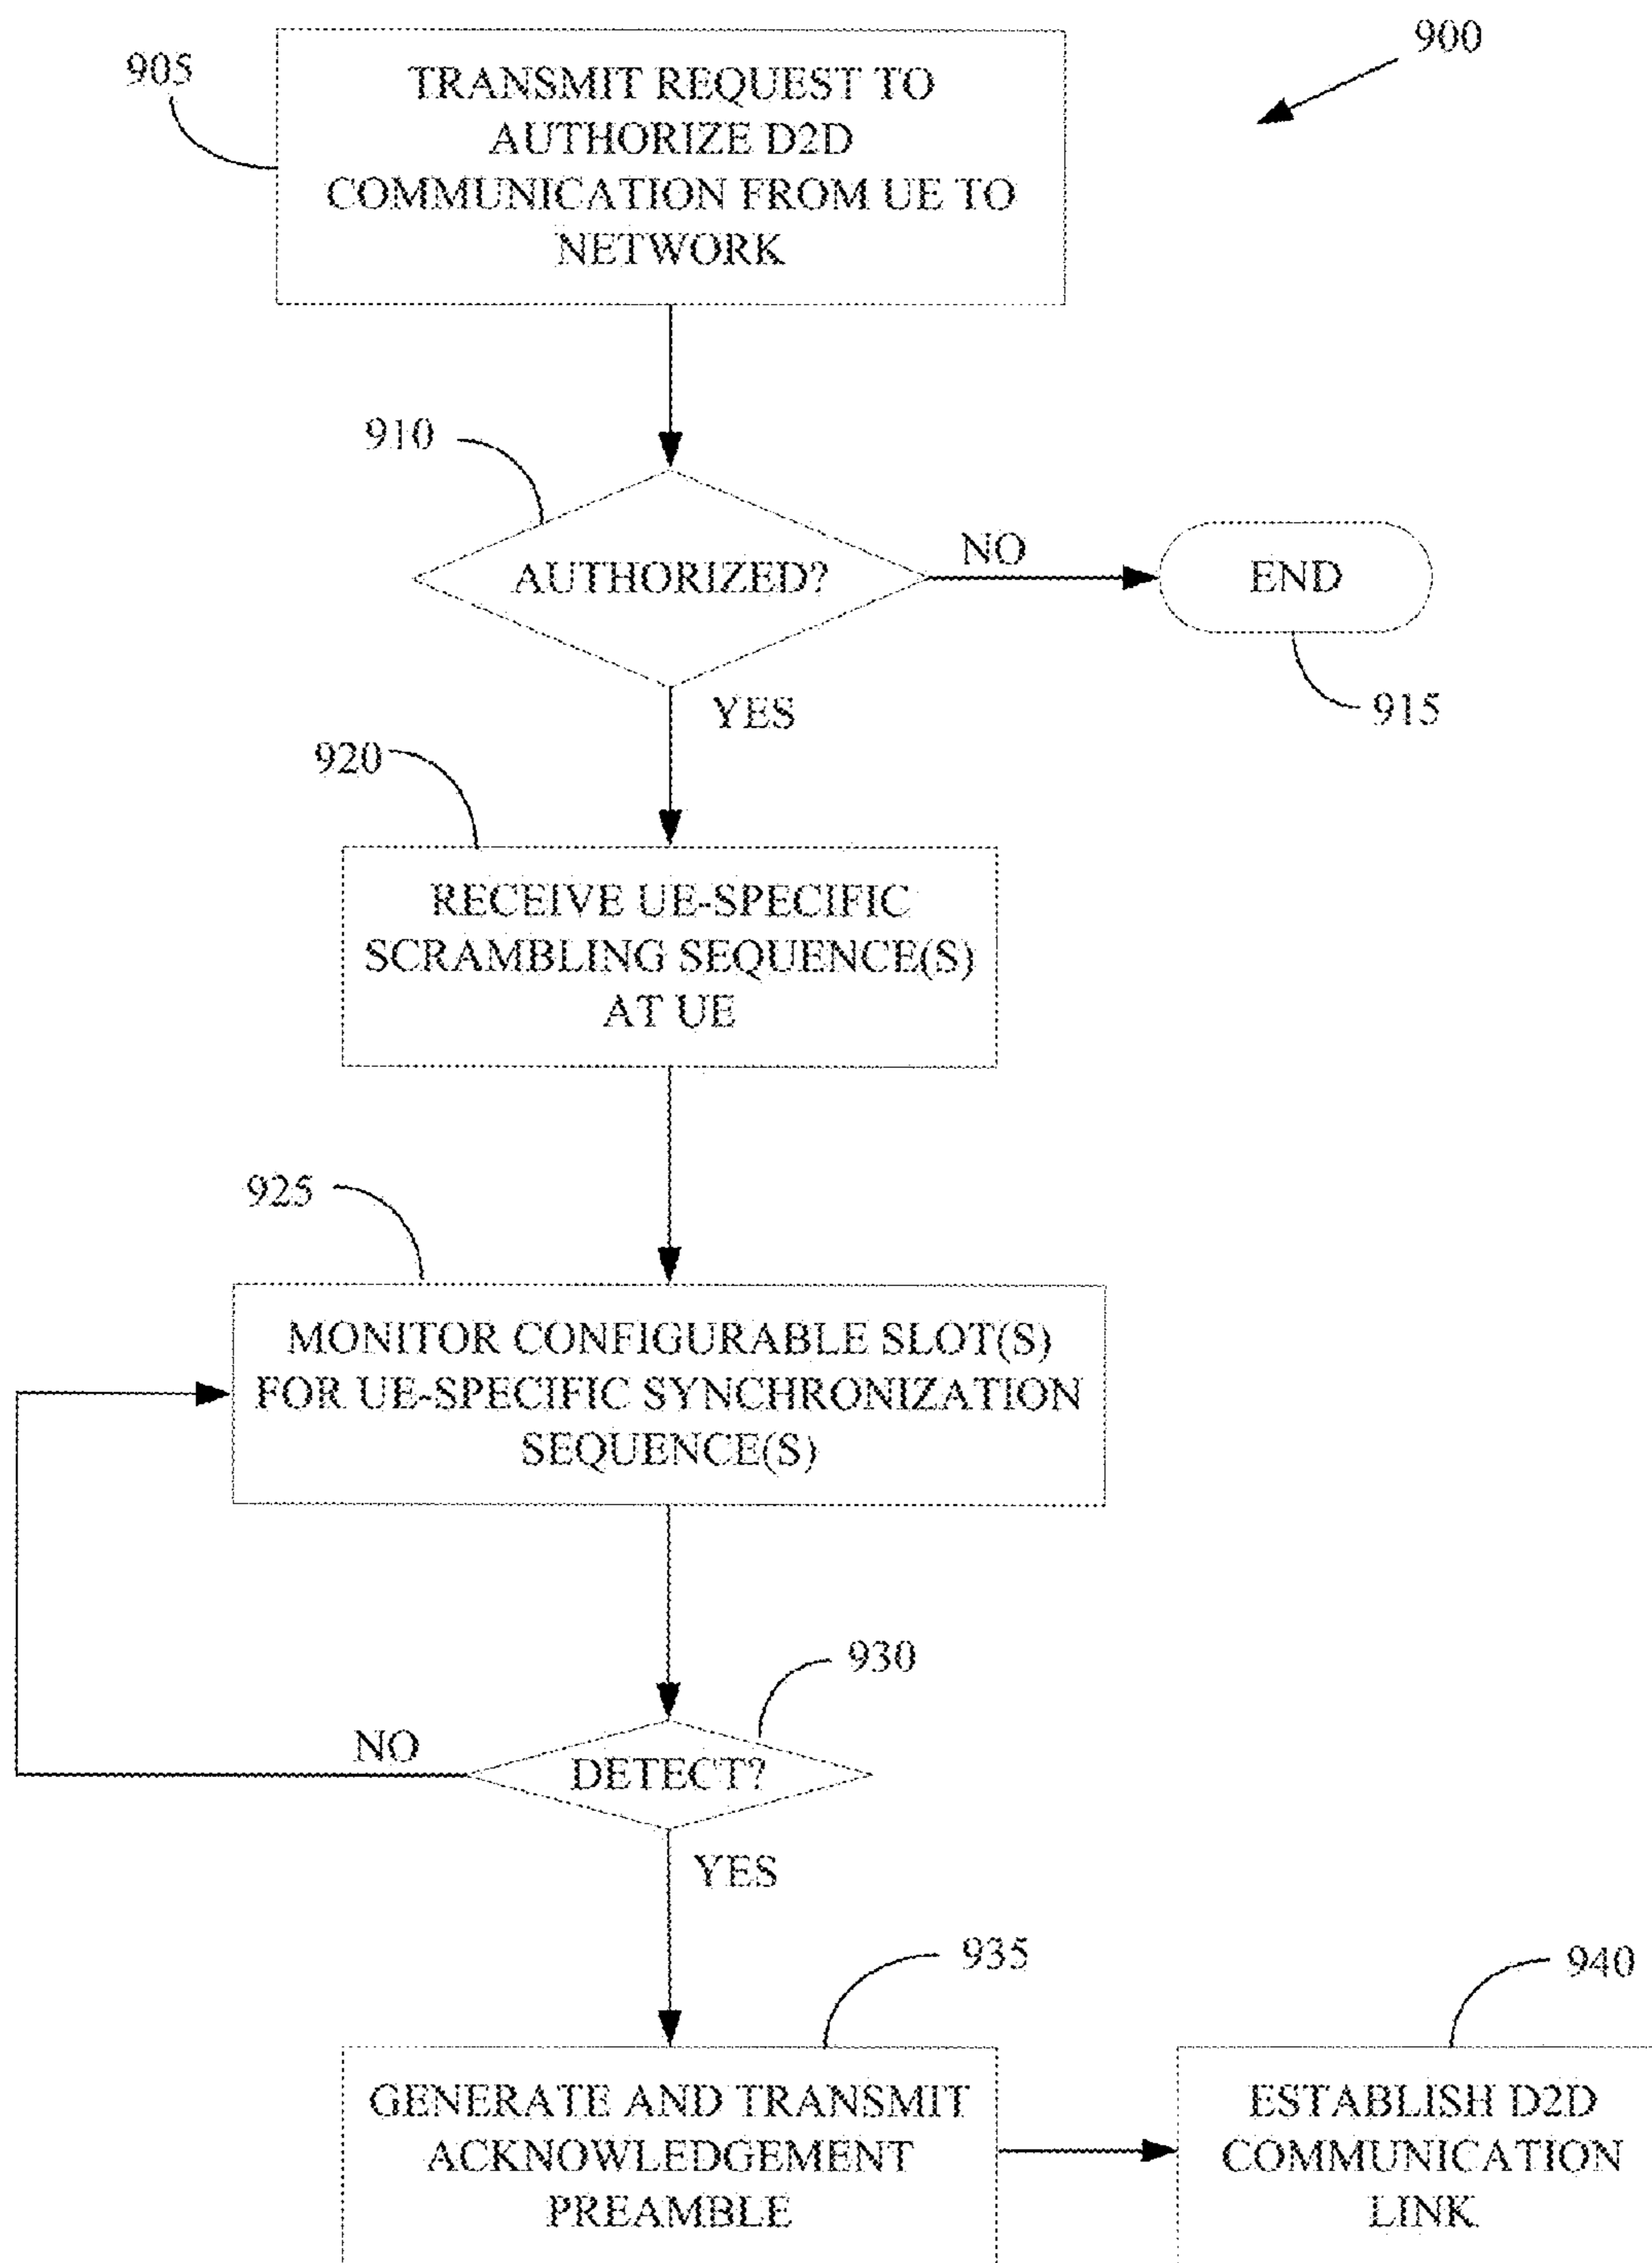 900
905
TRANSMIT REQUEST TO
AUTHORIZE D2D
COMMUNICATION FROM UE TO
NETWORK
910
AUTHORIZED?
NO
END
915
YES
920
RECEIVE UE-SPECIFIC
SCRAMBLING SEQUENCE(S)
AT UE
925
MONITOR CONFIGURABLE SLOT(S)
FOR UE-SPECIFIC SYNCHRONIZATION
SEQUENCE(S)
930
NO
DETECT?
YES
935
GENERATE AND TRANSMIT
ACKNOWLEDGEMENT
PREAMBLE
940
ESTABLISH D2D
COMMUNICATION
LINK